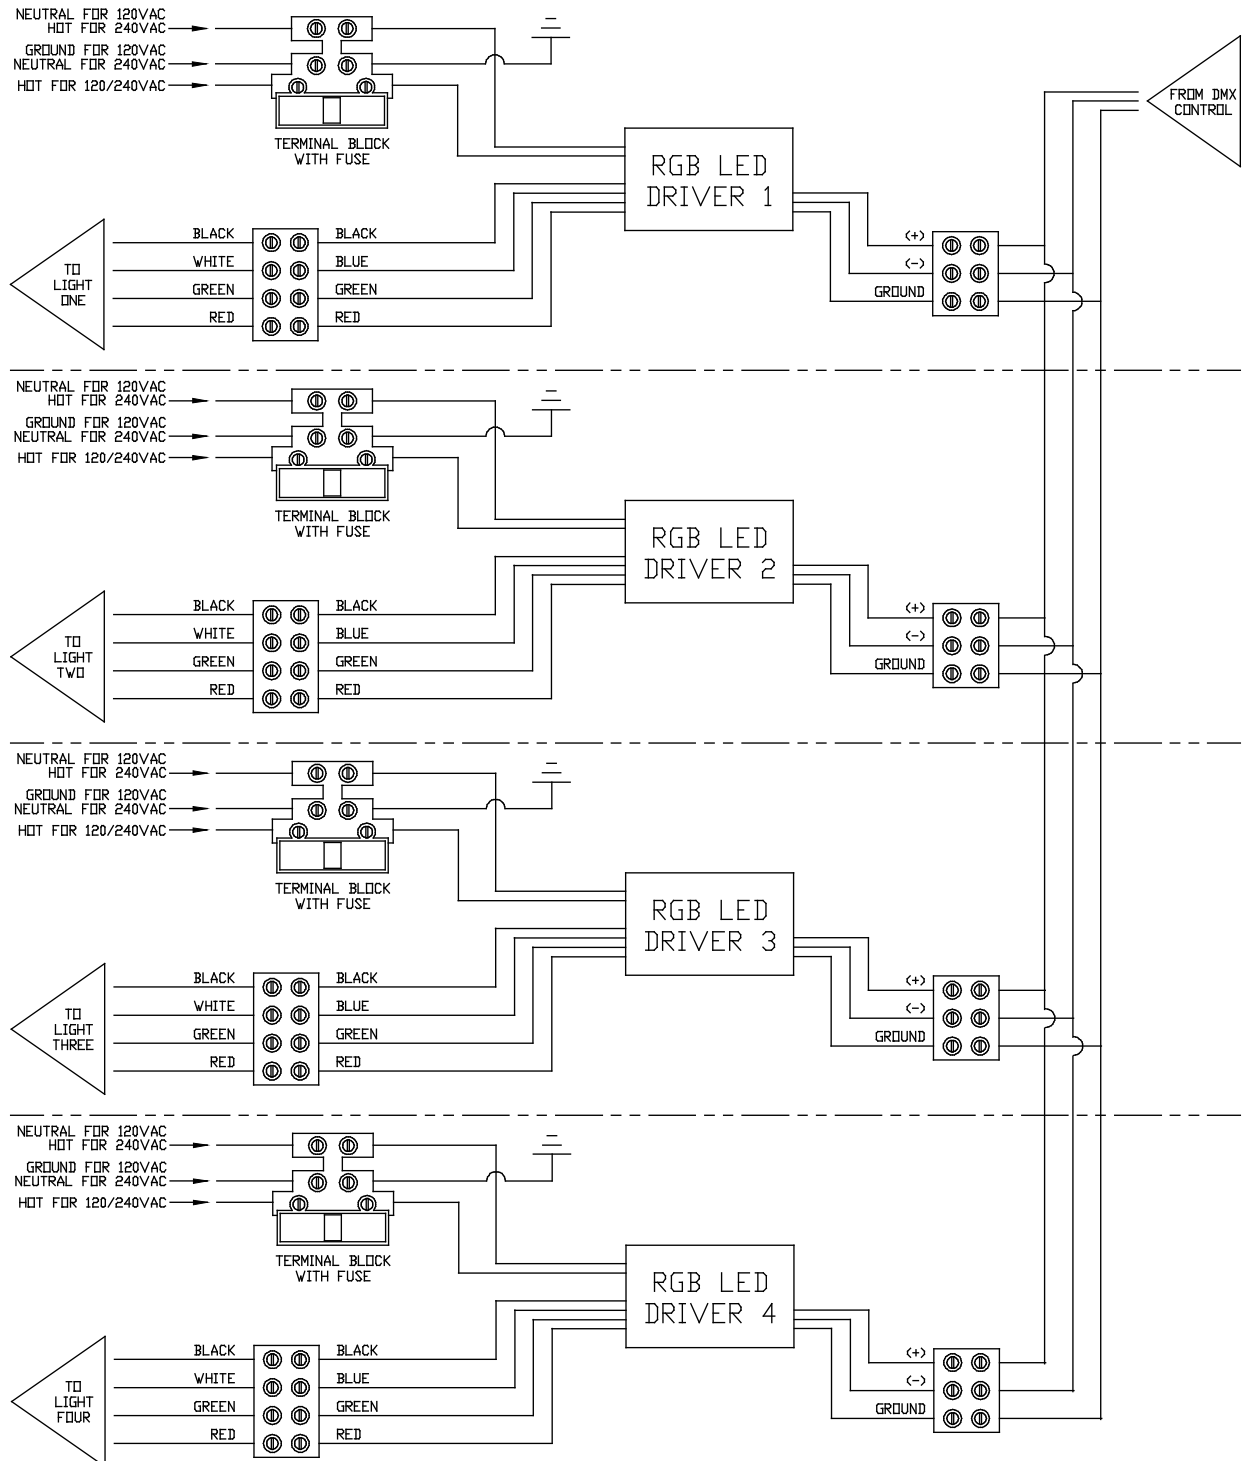 NEUTRAL FOR 120VAC
HOT FOR 240VAC
GROUND FOR 120VAC
NEUTRAL FOR 240VAC
HOT FOR 120/240VAC
TERMINAL BLOCK
WITH FUSE
FROM DMX
CONTROL
RGB LED
DRIVER 1
TO
LIGHT
ONE
BLACK
WHITE
GREEN
RED
BLACK
BLUE
GREEN
RED
(+)
(-)
GROUND
NEUTRAL FOR 120VAC
HOT FOR 240VAC
GROUND FOR 120VAC
NEUTRAL FOR 240VAC
HOT FOR 120/240VAC
TERMINAL BLOCK
WITH FUSE
RGB LED
DRIVER 2
TO
LIGHT
TWO
BLACK
WHITE
GREEN
RED
BLACK
BLUE
GREEN
RED
(+)
(-)
GROUND
NEUTRAL FOR 120VAC
HOT FOR 240VAC
GROUND FOR 120VAC
NEUTRAL FOR 240VAC
HOT FOR 120/240VAC
TERMINAL BLOCK
WITH FUSE
RGB LED
DRIVER 3
TO
LIGHT
THREE
BLACK
WHITE
GREEN
RED
BLACK
BLUE
GREEN
RED
(+)
(-)
GROUND
NEUTRAL FOR 120VAC
HOT FOR 240VAC
GROUND FOR 120VAC
NEUTRAL FOR 240VAC
HOT FOR 120/240VAC
TERMINAL BLOCK
WITH FUSE
RGB LED
DRIVER 4
TO
LIGHT
FOUR
BLACK
WHITE
GREEN
RED
BLACK
BLUE
GREEN
RED
(+)
(-)
GROUND